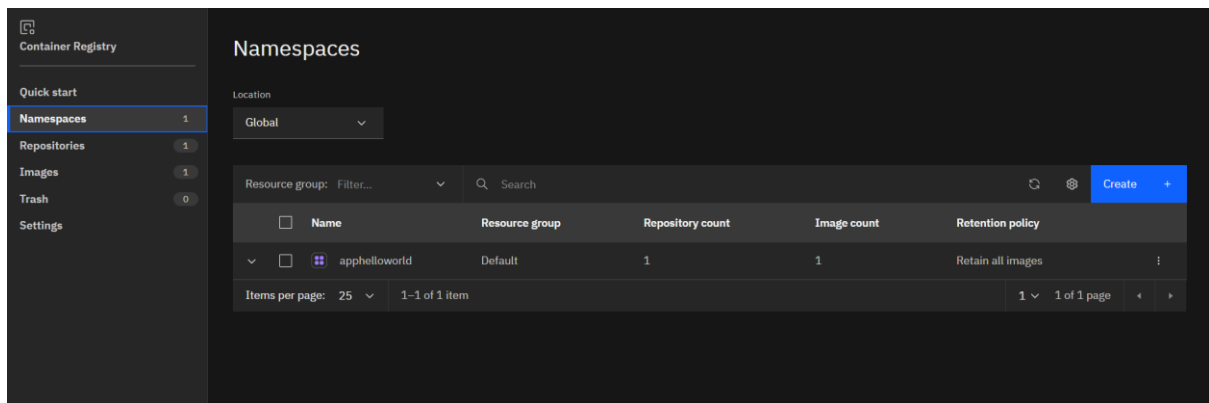 Container Registry
Quick start
Namespaces 1
Repositories 1
Images 1
Trash 0
Settings
Namespaces
Location
Global
Resource group: Filter... Search Create +
Name Resource group Repository count Image count Retention policy
apphelloworld Default 1 1 Retain all images
Items per page: 25 1–1 of 1 item 1 1 of 1 page